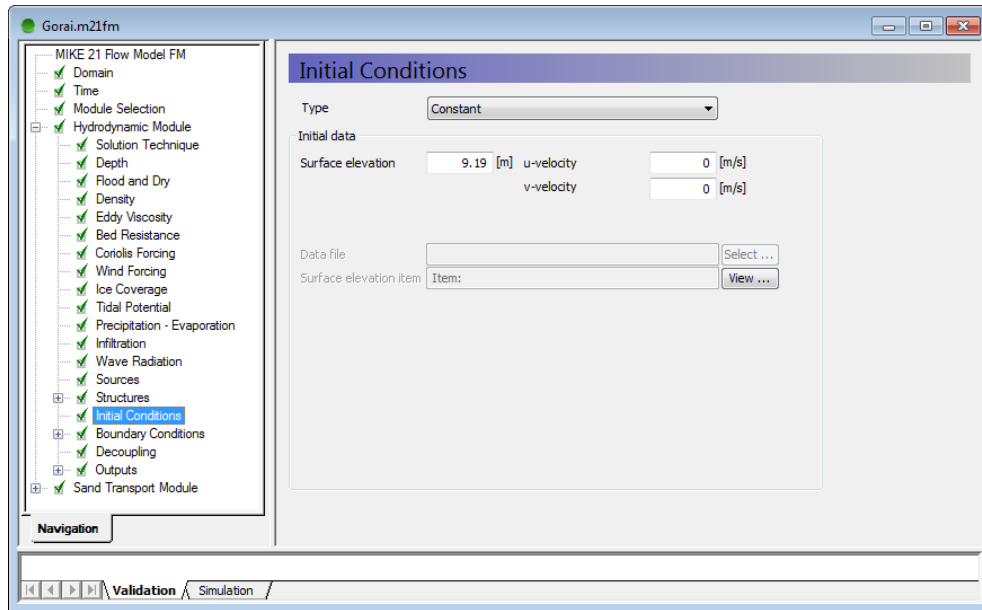 Gorai.m21fm
MIKE 21 Flow Model FM
Domain
Time
Module Selection
Hydrodynamic Module
Solution Technique
Depth
Flood and Dry
Density
Eddy Viscosity
Bed Resistance
Coriolis Forcing
Wind Forcing
Ice Coverage
Tidal Potential
Precipitation - Evaporation
Infiltration
Wave Radiation
Sources
Structures
Initial Conditions
Boundary Conditions
Decoupling
Outputs
Sand Transport Module
Navigation
Initial Conditions
Type Constant
Initial data
Surface elevation 9.19 [m] u-velocity 0 [m/s]
v-velocity 0 [m/s]
Data file Select ...
Surface elevation item Item: View ...
Validation Simulation